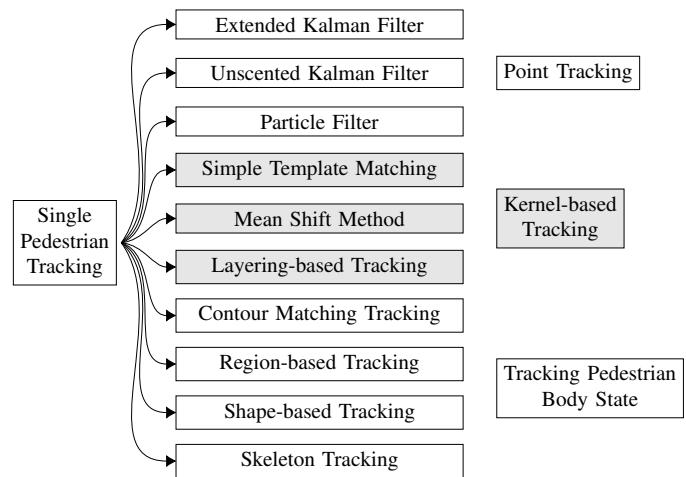 Extended Kalman Filter
Unscented Kalman Filter
Point Tracking
Particle Filter
Simple Template Matching
Single
Pedestrian
Tracking
Mean Shift Method
Kernel-based
Tracking
Layering-based Tracking
Contour Matching Tracking
Region-based Tracking
Tracking Pedestrian
Body State
Shape-based Tracking
Skeleton Tracking